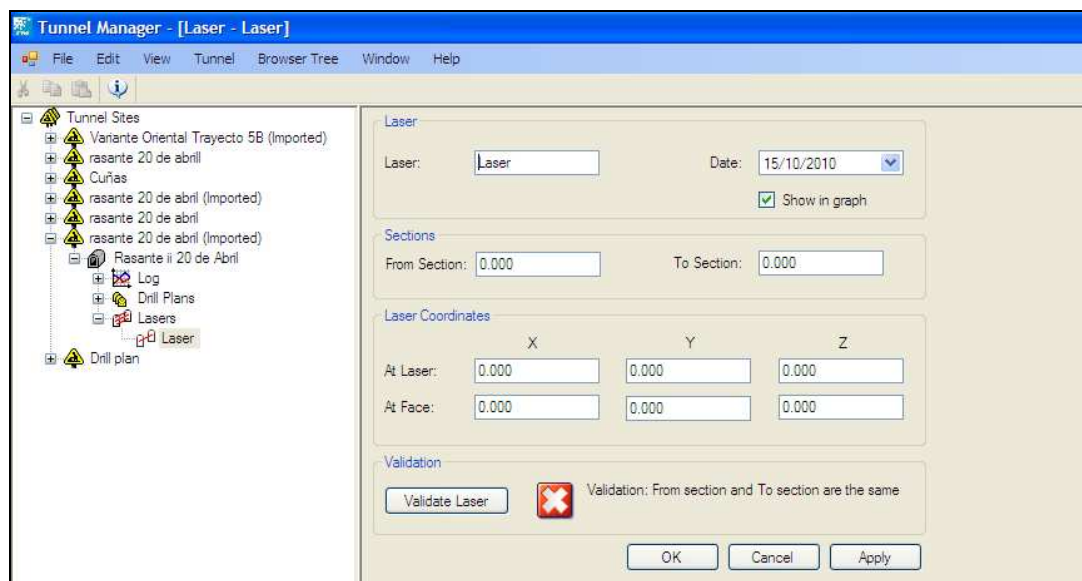 Tunnel Manager - [Laser - Laser]
File Edit View Tunnel Browser Tree Window Help
Tunnel Sites
Variante Oriental Trayecto 5B (Imported)
rasante 20 de abrill
Cuñas
rasante 20 de abril (Imported)
rasante 20 de abril
rasante 20 de abril (Imported)
Rasante ii 20 de Abril
Log
Drill Plans
Lasers
Laser
Drill plan
Laser
Laser: Laser Date: 15/10/2010
Show in graph
Sections
From Section: 0.000 To Section: 0.000
Laser Coordinates
X Y Z
At Laser: 0.000 0.000 0.000
At Face: 0.000 0.000 0.000
Validation
Validate Laser Validation: From section and To section are the same
OK Cancel Apply